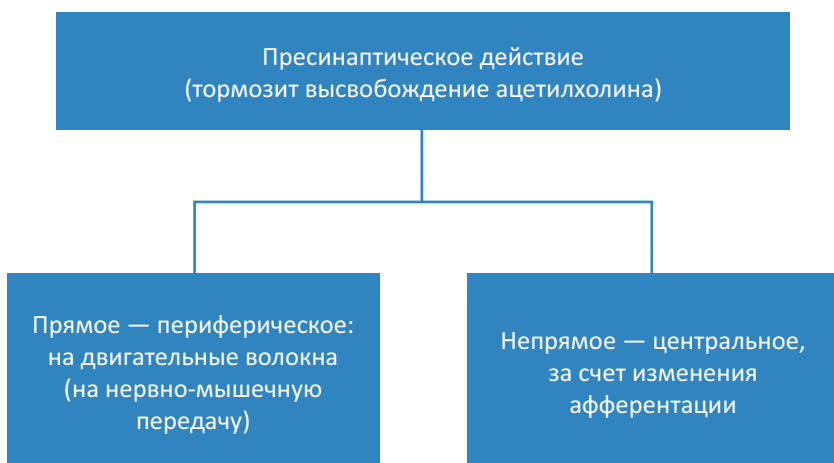 Пресинаптическое действие
(тормозит высвобождение ацетилхолина)
Прямое — периферическое:
на двигательные волокна
(на нервно-мышечную
передачу)
Непрямое — центральное,
за счет изменения
афферентации